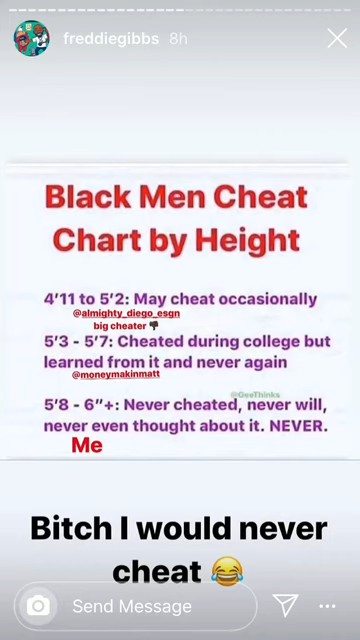 freddiegibbs 8h
Black Men Cheat
Chart by Height
4'11 to 5'2: May cheat occasionally
@almighty_diego_esgn
big cheater 👎🏿
5'3 - 5'7: Cheated during college but
learned from it and never again
@moneymakinmatt
@GeeThinks
5'8 - 6"+: Never cheated, never will,
never even thought about it. NEVER.
Me
Bitch I would never
cheat 😂
Send Message